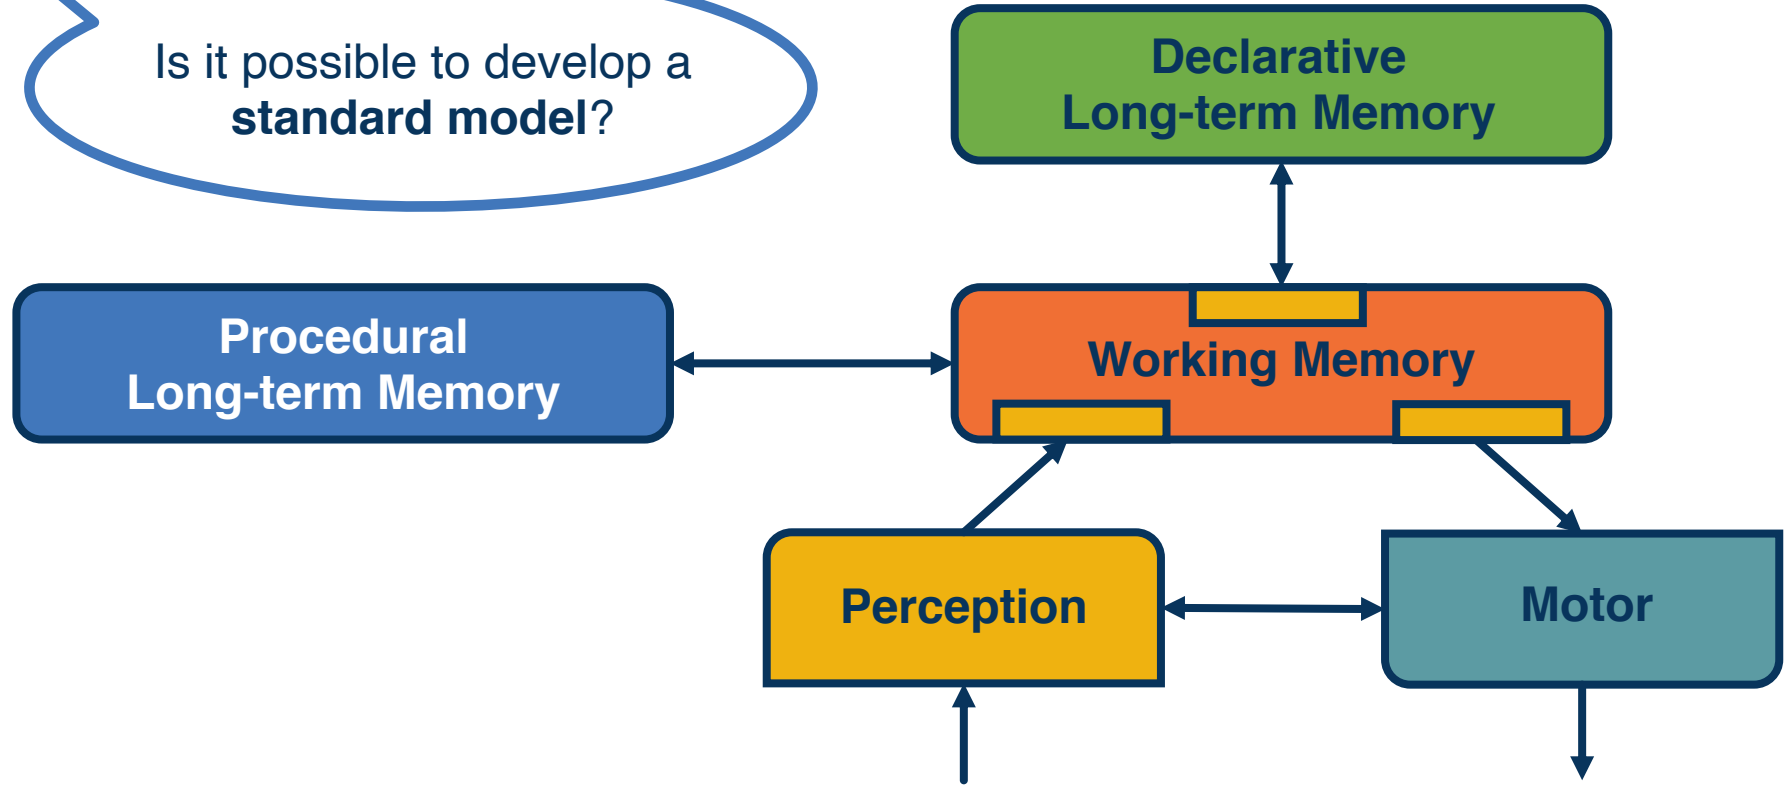 Is it possible to develop a
standard model?
Declarative
Long-term Memory
Procedural
Long-term Memory
Working Memory
Perception
Motor